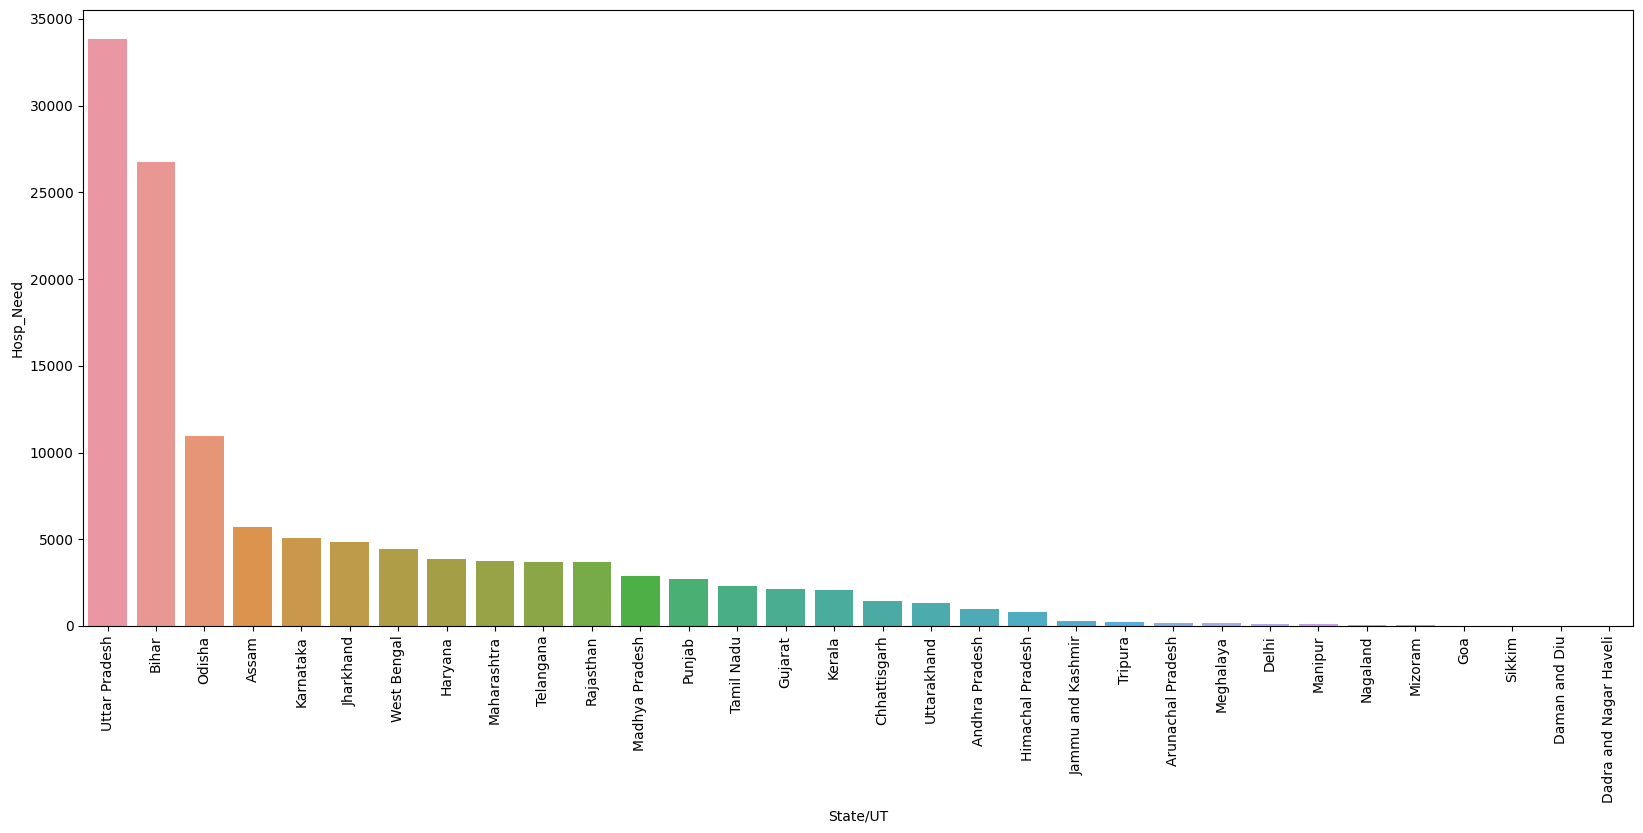 35000
30000
25000
20000
15000
10000
5000
0
Hosp_Need
Uttar Pradesh
Bihar
Odisha
Assam
Karnataka
Jharkhand
West Bengal
Haryana
Maharashtra
Telangana
Rajasthan
Madhya Pradesh
Punjab
Tamil Nadu
Gujarat
Kerala
Chhattisgarh
Uttarakhand
Andhra Pradesh
Himachal Pradesh
Jammu and Kashmir
Tripura
Arunachal Pradesh
Meghalaya
Delhi
Manipur
Nagaland
Mizoram
Goa
Sikkim
Daman and Diu
Dadra and Nagar Haveli
State/UT